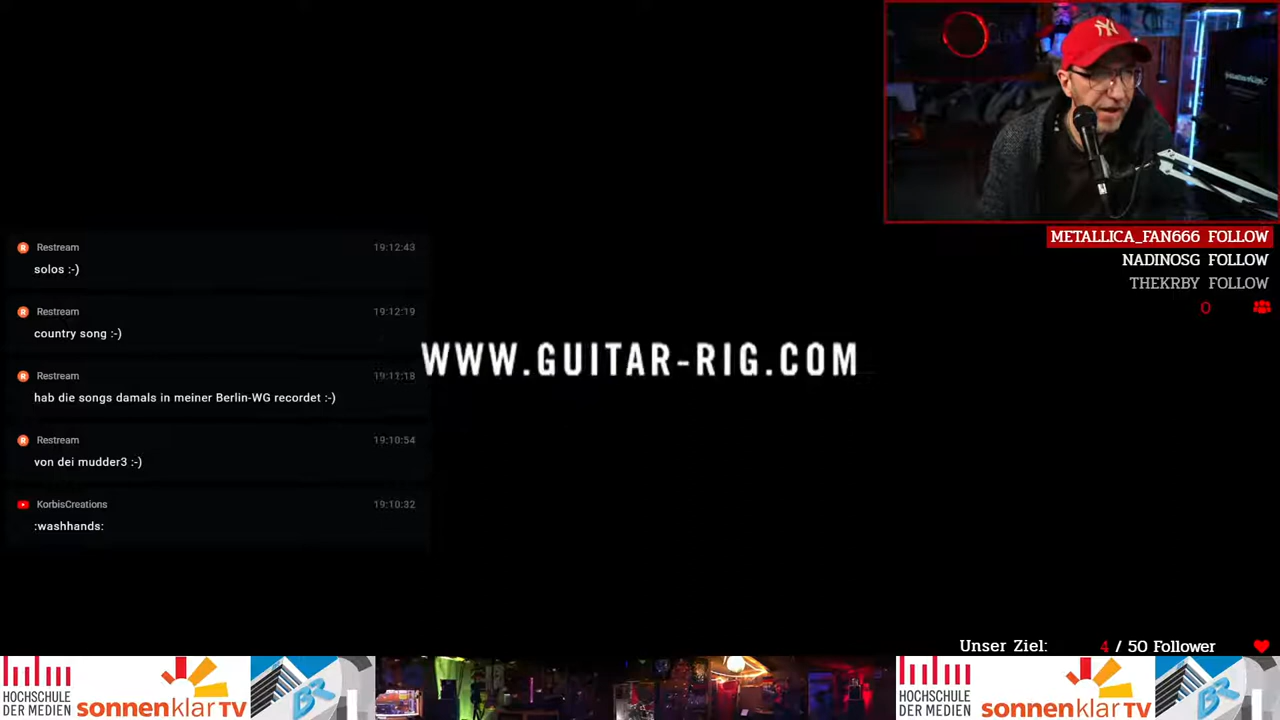 METALLICA_FAN666 FOLLOW
NADINOSG FOLLOW
THEKRBY FOLLOW
0
Restream 19:12:43
solos :-)
Restream 19:12:19
country song :-)
Restream 19:11:18
hab die songs damals in meiner Berlin-WG recordet :-)
Restream 19:10:54
von dei mudder3 :-)
KorbisCreations 19:10:32
:washhands:
WWW.GUITAR-RIG.COM
Unser Ziel: 4 / 50 Follower
HOCHSCHULE
DER MEDIEN
sonnenklar TV
BR
HOCHSCHULE
DER MEDIEN
sonnenklar TV
BR